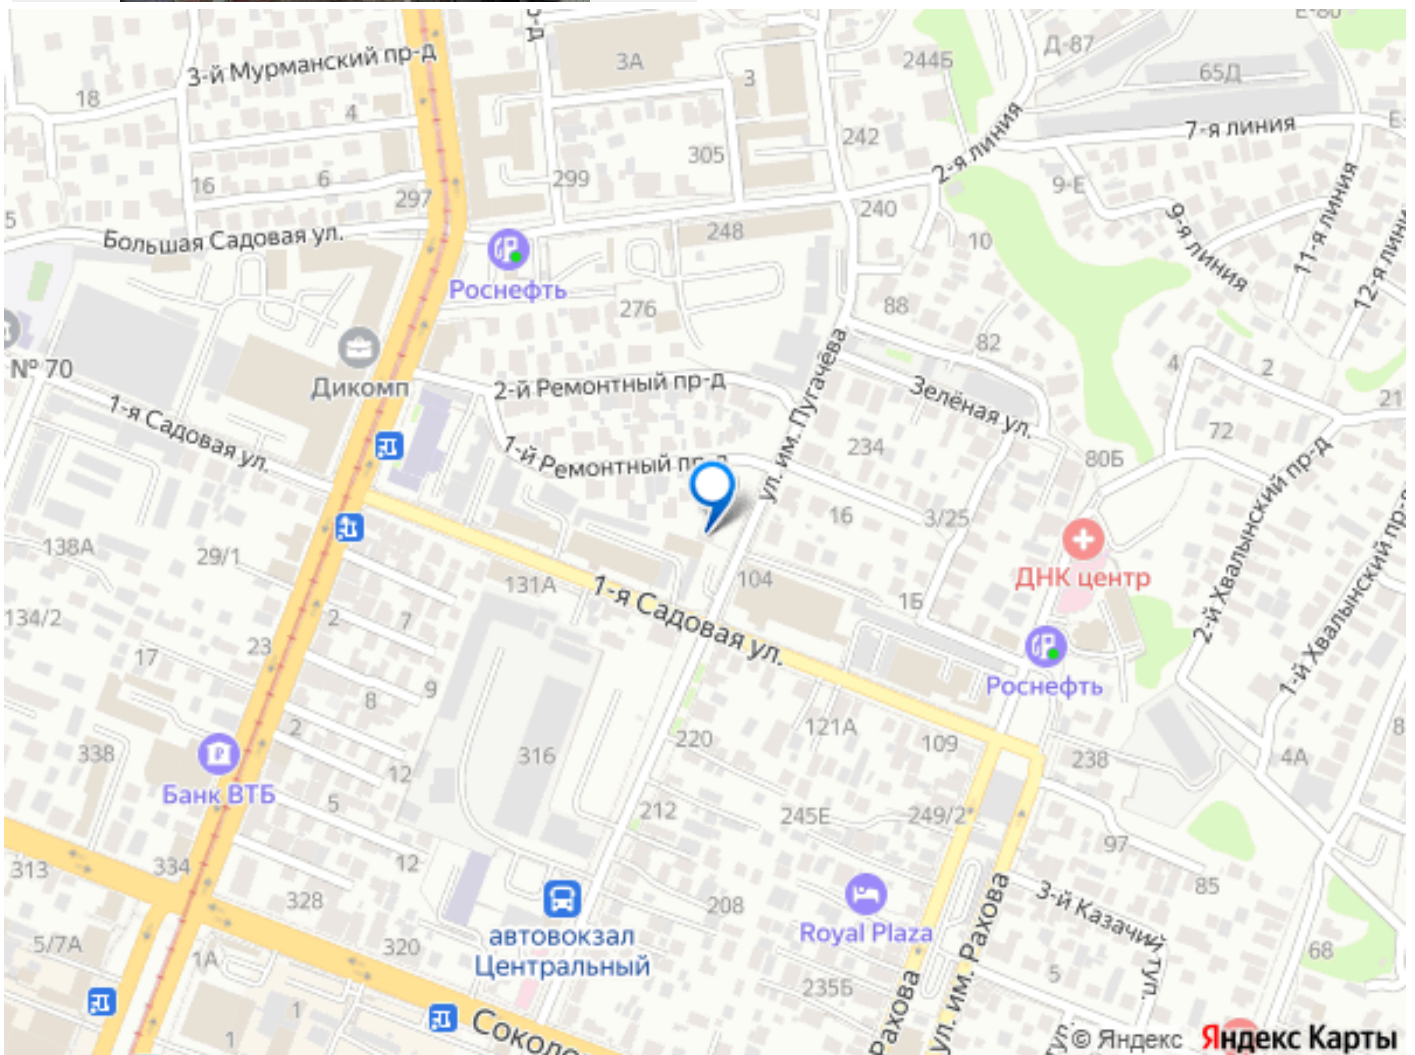 3-й Мурманский пр-д
18
4
16
6
297
299
3А
3
305
242
244Б
Д-87
65Д
7-я линия
2-я линия
9-Е
9-я линия
11-я линия
240
10
248
Большая Садовая ул.
Роснефть
276
88
82
4
2
№ 70
Дикомп
2-й Ремонтный пр-д
ул. им. Пугачёва
Зелёная ул.
21
72
1-я Садовая ул.
1-й Ремонтный
234
80Б
2-й Хвалынский пр-д
16
3/25
138А
29/1
131А
104
ДНК центр
1-я Садовая ул.
1Б
134/2
2
7
23
17
8
9
Роснефть
2
338
316
220
121А
109
238
4А
12
Банк ВТБ
5
212
245Е
249/2
97
313
334
12
85
328
208
3-й Казачий
Royal Plaza
автовокзал
Центральный
320
5/7А
1А
235Б
5
68
1
1
Рахова
ул. им. Рахова
© Яндекс Яндекс Карты